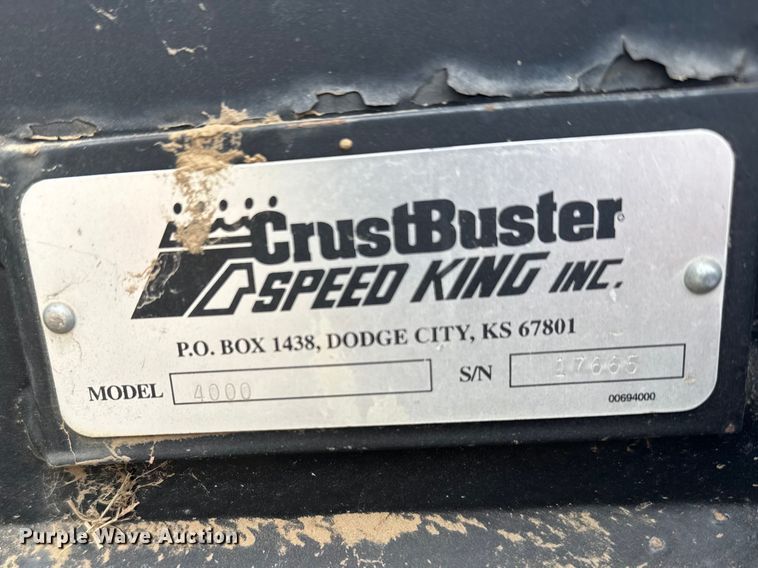 CrustBuster
SPEED KING INC.
P.O. BOX 1438, DODGE CITY, KS 67801
MODEL 4000 S/N 17665
00694000
Purple Wave Auction